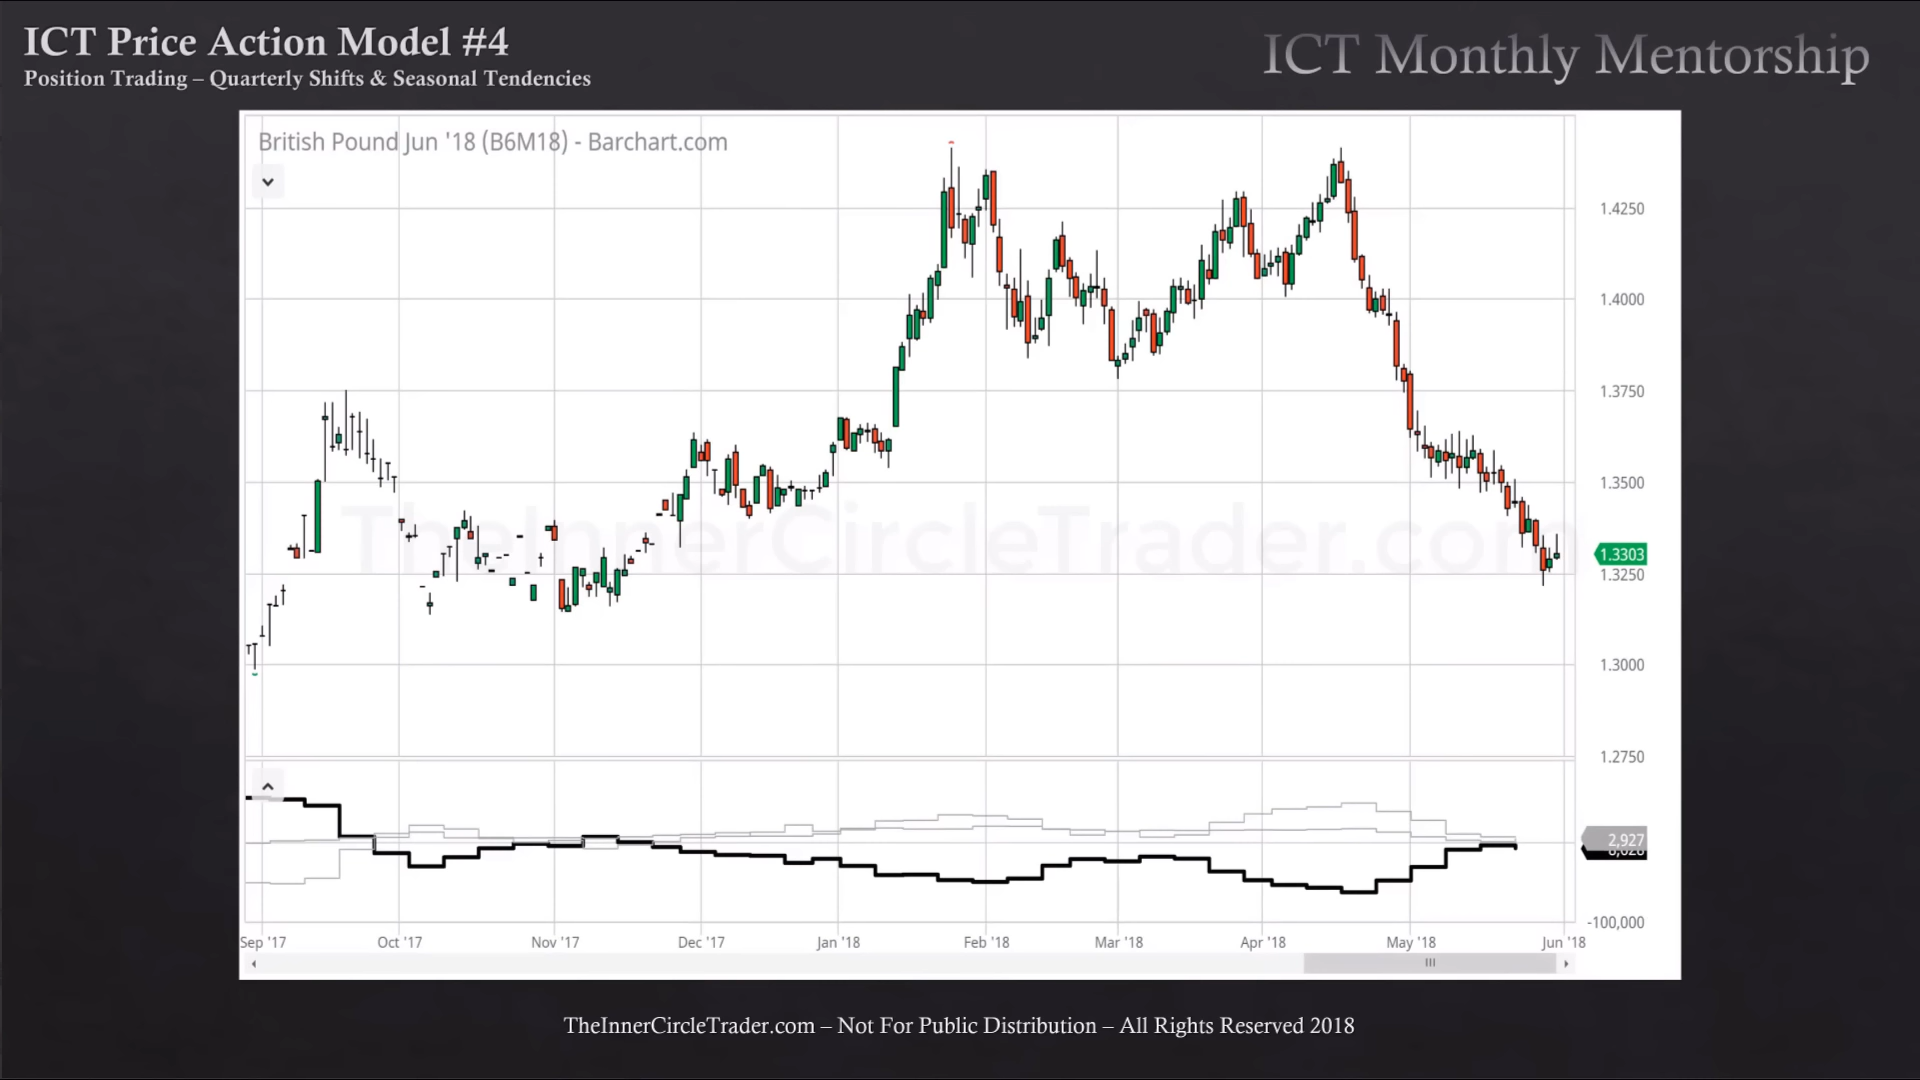 ICT Price Action Model #4
ICT Monthly Mentorship
Position Trading – Quarterly Shifts & Seasonal Tendencies
British Pound Jun '18 (B6M18) - Barchart.com
1.4250
1.4000
1.3750
1.3500
TheInnerCircleTrader.com
1.3303
1.3250
1.3000
1.2750
2,927
-100,000
Sep '17 Oct '17 Nov '17 Dec '17 Jan '18 Feb '18 Mar '18 Apr '18 May '18 Jun '18
TheInnerCircleTrader.com – Not For Public Distribution – All Rights Reserved 2018